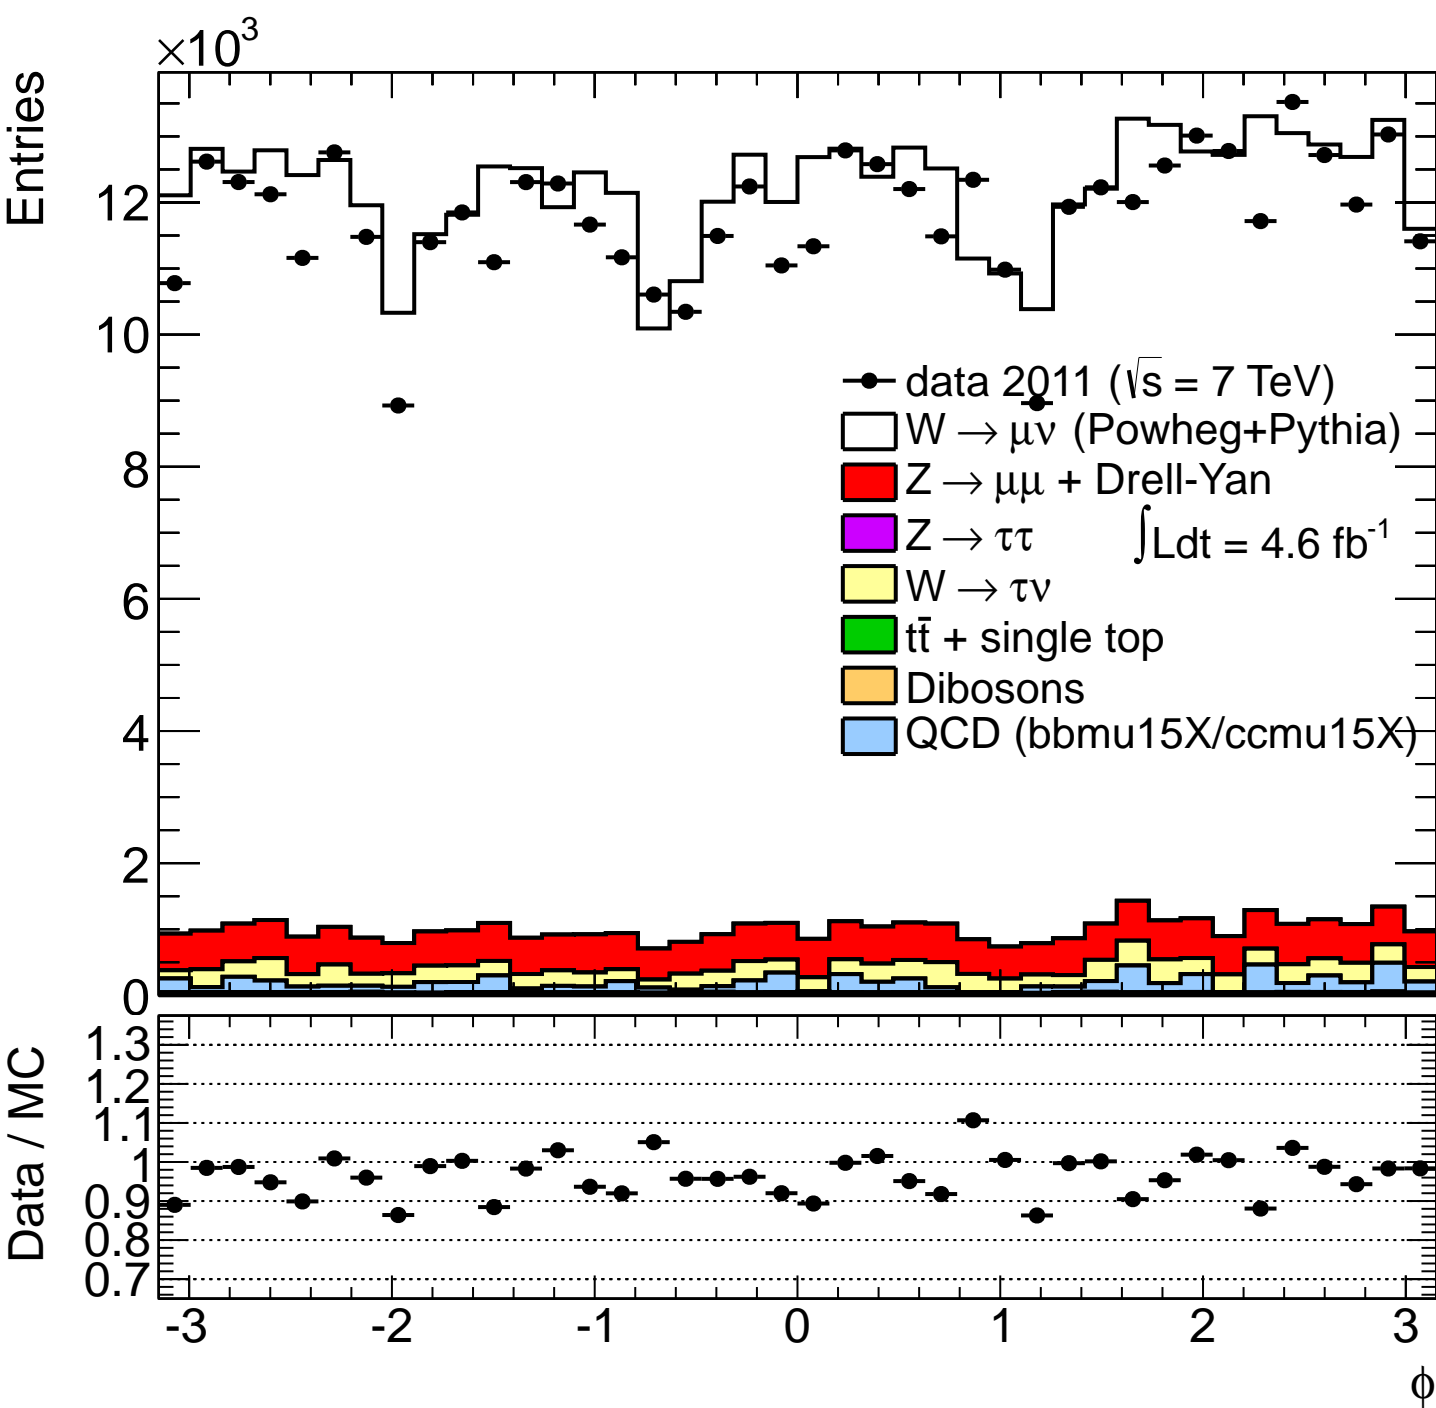 ×10³
Entries
12
10
8
6
4
2
0
data 2011 (√s = 7 TeV)
W → μν (Powheg+Pythia)
Z → μμ + Drell-Yan
Z → ττ
∫Ldt = 4.6 fb⁻¹
W → τν
tt̄ + single top
Dibosons
QCD (bbmu15X/ccmu15X)
Data / MC
1.3
1.2
1.1
1
0.9
0.8
0.7
-3 -2 -1 0 1 2 3
ϕ